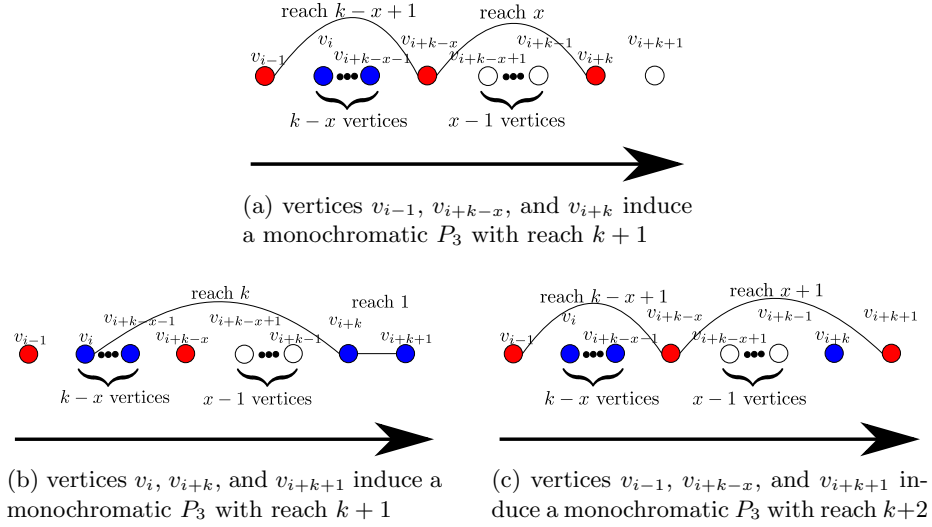 reach k − x + 1 reach x
v_{i−1} v_i v_{i+k−x−1} v_{i+k−x} v_{i+k−x+1} v_{i+k−1} v_{i+k} v_{i+k+1}
k − x vertices x − 1 vertices
(a) vertices v_{i−1}, v_{i+k−x}, and v_{i+k} induce
a monochromatic P_3 with reach k + 1
reach k reach 1
v_{i−1} v_i v_{i+k−x−1} v_{i+k−x} v_{i+k−x+1} v_{i+k−1} v_{i+k} v_{i+k+1}
k − x vertices x − 1 vertices
(b) vertices v_i, v_{i+k}, and v_{i+k+1} induce a
monochromatic P_3 with reach k + 1
reach k − x + 1 reach x + 1
v_{i−1} v_i v_{i+k−x−1} v_{i+k−x} v_{i+k−x+1} v_{i+k−1} v_{i+k} v_{i+k+1}
k − x vertices x − 1 vertices
(c) vertices v_{i−1}, v_{i+k−x}, and v_{i+k+1} in-
duce a monochromatic P_3 with reach k+2